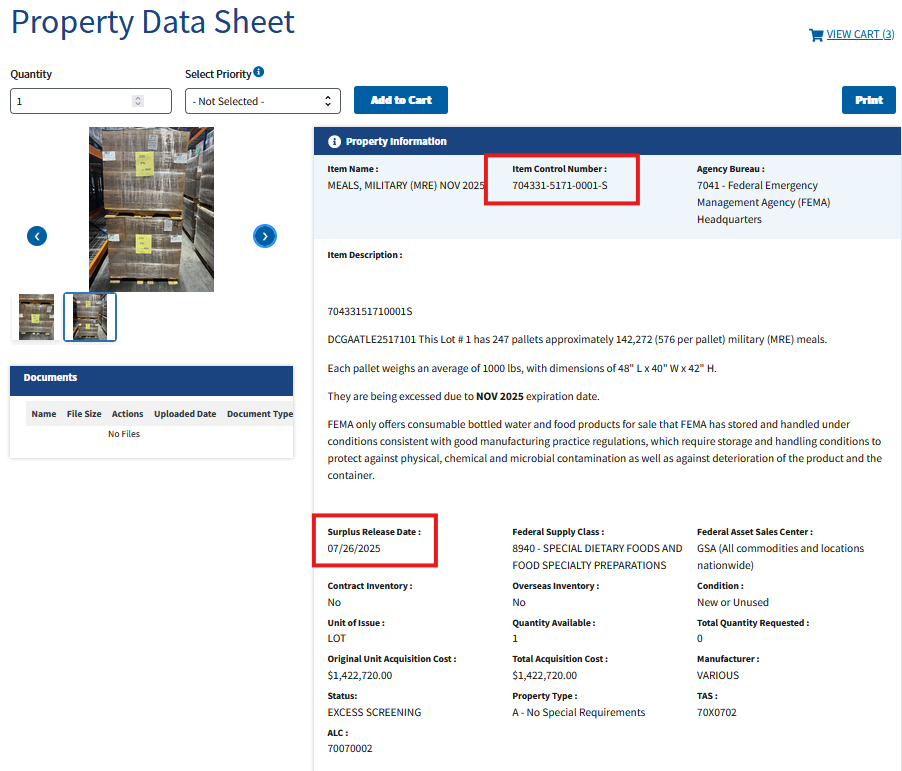 Property Data Sheet
VIEW CART (3)
Quantity
Select Priority
1
- Not Selected -
Add to Cart
Print
Property Information
Item Name :
MEALS, MILITARY (MRE) NOV 2025
Item Control Number :
704331-5171-0001-S
Agency Bureau :
7041 - Federal Emergency
Management Agency (FEMA)
Headquarters
Item Description :
70433151710001S
DCGAATLE2517101 This Lot # 1 has 247 pallets approximately 142,272 (576 per pallet) military (MRE) meals.
Each pallet weighs an average of 1000 lbs, with dimensions of 48" L x 40" W x 42" H.
They are being excessed due to NOV 2025 expiration date.
FEMA only offers consumable bottled water and food products for sale that FEMA has stored and handled under
conditions consistent with good manufacturing practice regulations, which require storage and handling conditions to
protect against physical, chemical and microbial contamination as well as against deterioration of the product and the
container.
Documents
Name File Size Actions Uploaded Date Document Type
No Files
Surplus Release Date :
07/26/2025
Federal Supply Class :
8940 - SPECIAL DIETARY FOODS AND
FOOD SPECIALTY PREPARATIONS
Federal Asset Sales Center :
GSA (All commodities and locations
nationwide)
Contract Inventory :
No
Overseas Inventory :
No
Condition :
New or Unused
Unit of Issue :
LOT
Quantity Available :
1
Total Quantity Requested :
0
Original Unit Acquisition Cost :
$1,422,720.00
Total Acquisition Cost :
$1,422,720.00
Manufacturer :
VARIOUS
Status:
EXCESS SCREENING
Property Type :
A - No Special Requirements
TAS :
70X0702
ALC :
70070002